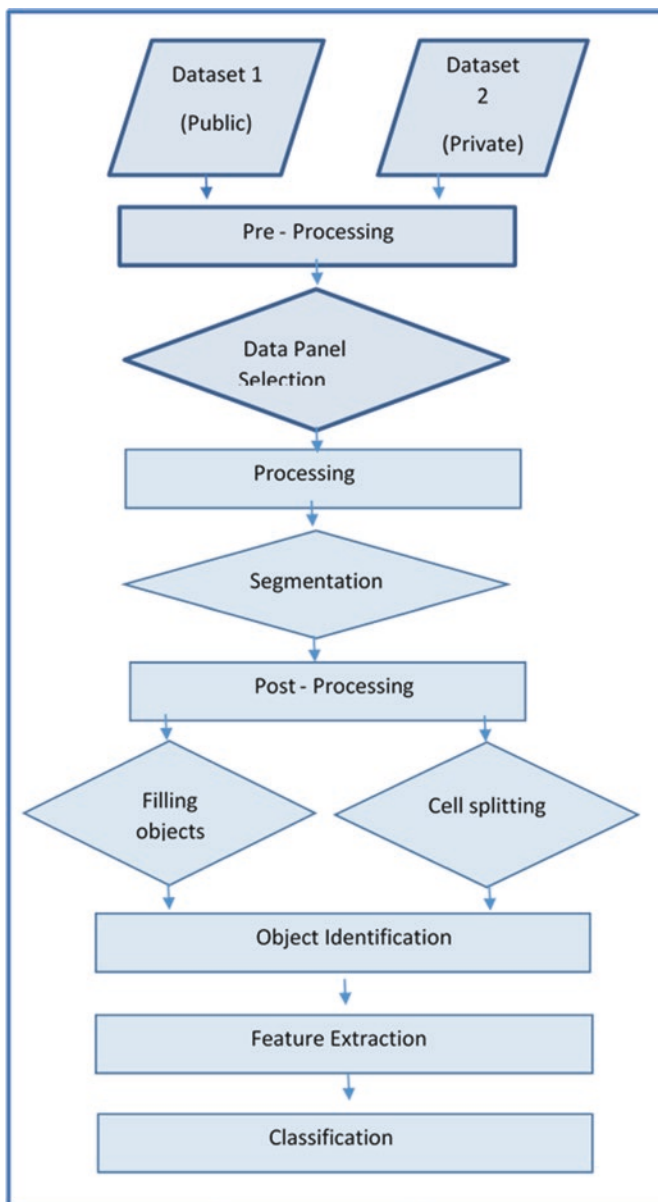 Dataset 1
(Public)
Dataset
2
(Private)
Pre - Processing
Data Panel
Selection
Processing
Segmentation
Post - Processing
Filling
objects
Cell splitting
Object Identification
Feature Extraction
Classification